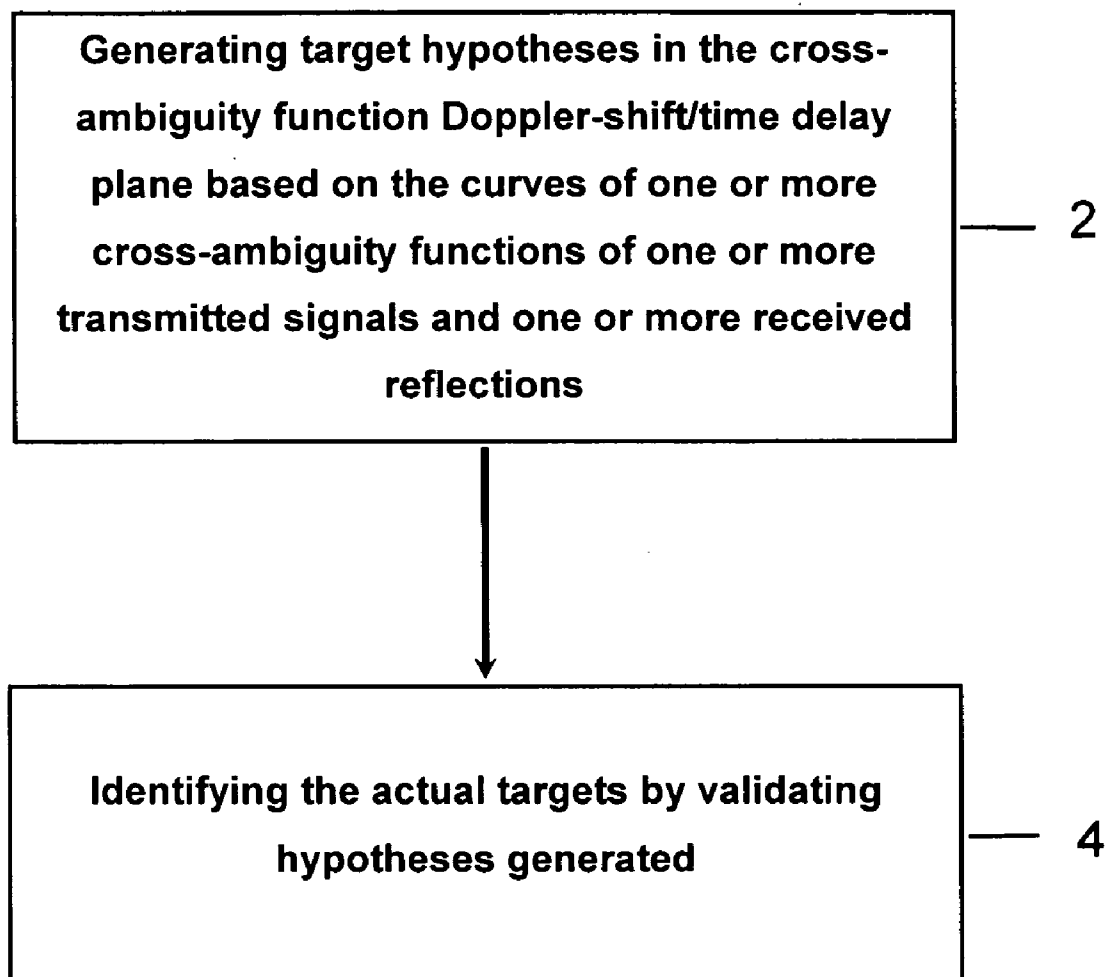 Generating target hypotheses in the cross-
ambiguity function Doppler-shift/time delay
plane based on the curves of one or more
cross-ambiguity functions of one or more
transmitted signals and one or more received
reflections
2
Identifying the actual targets by validating
hypotheses generated
4